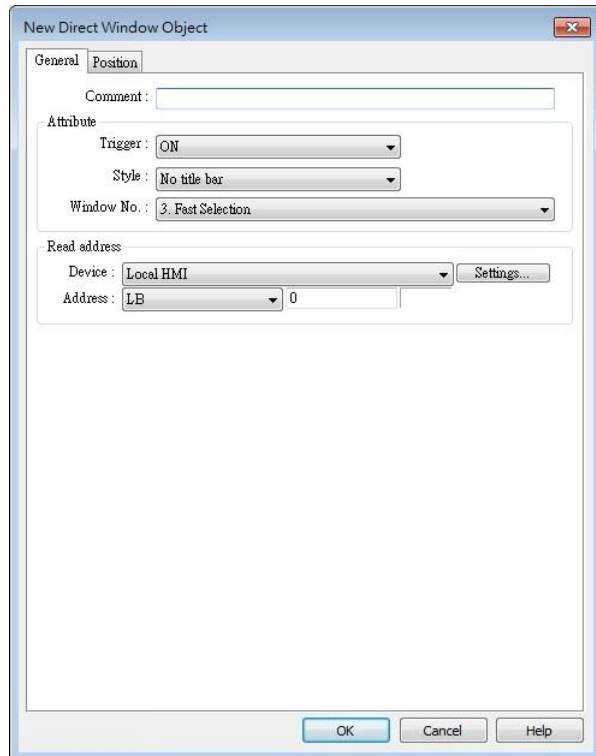 New Direct Window Object
General Position
Comment :
Attribute
Trigger : ON
Style : No title bar
Window No. : 3. Fast Selection
Read address
Device : Local HMI Settings...
Address : LB 0
OK Cancel Help